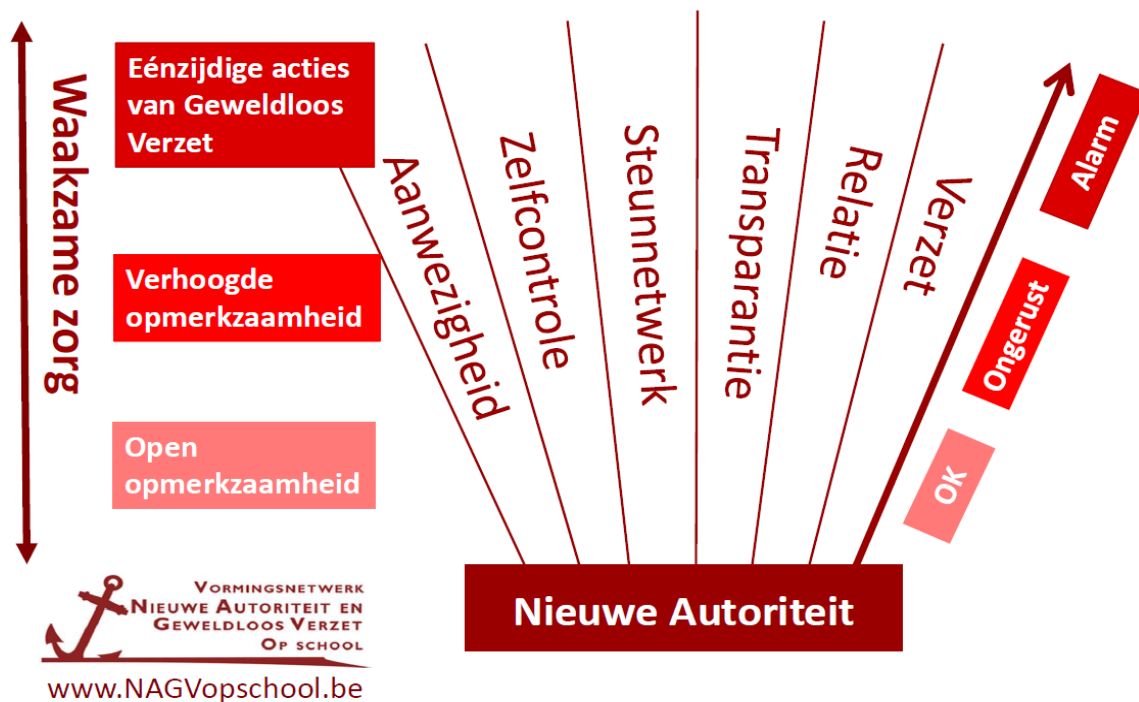 Waakzame zorg
Eénzijdige acties
van Geweldloos
Verzet
Verhoogde
opmerkzaamheid
Open
opmerkzaamheid
Aanwezigheid
Zelfcontrole
Steunnetwerk
Transparantie
Relatie
Verzet
Alarm
Ongerust
OK
Nieuwe Autoriteit
VORMINGSNETWERK
NIEUWE AUTORITEIT EN
GEWELDLOOS VERZET
OP SCHOOL
www.NAGVopschool.be